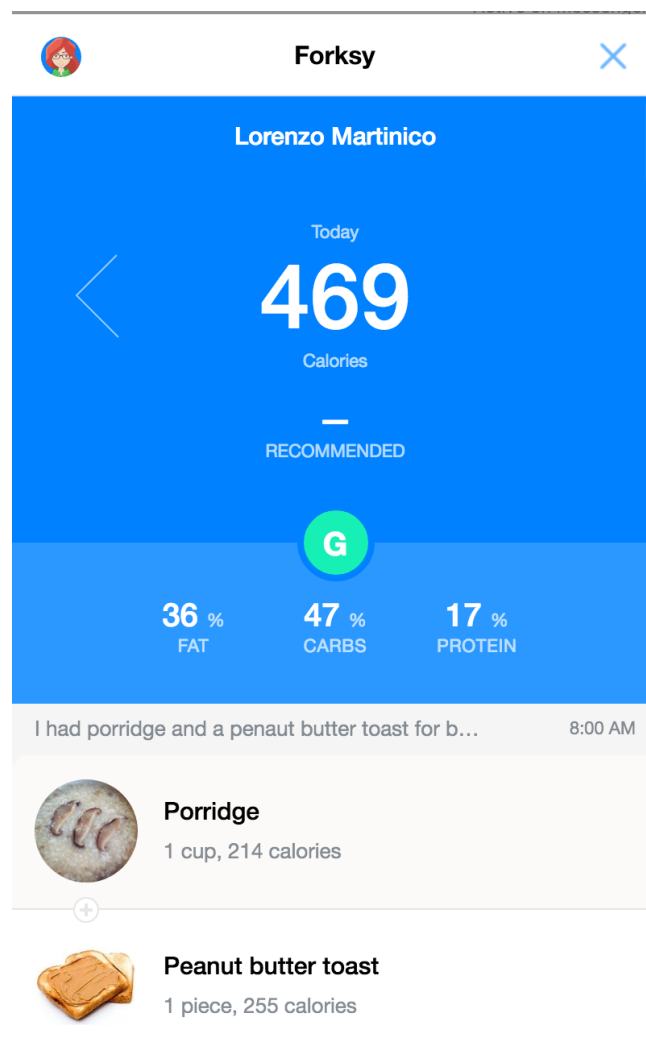 Forksy
Lorenzo Martinico
Today
469
Calories
–
RECOMMENDED
G
36 % 47 % 17 %
FAT CARBS PROTEIN
I had porridge and a penaut butter toast for b... 8:00 AM
Porridge
1 cup, 214 calories
Peanut butter toast
1 piece, 255 calories